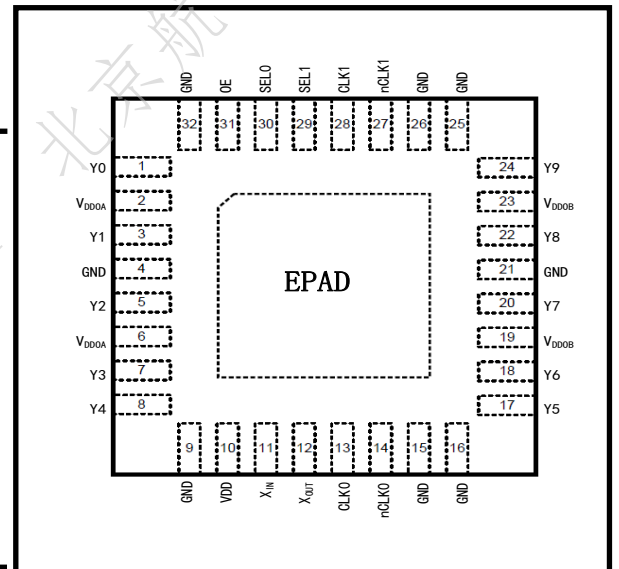 北京航
GND OE SEL0 SEL1 CLK1 nCLK1 GND GND
32 31 30 29 28 27 26 25
Y0 1 24 Y9
VDDOA 2 23 VDDOB
Y1 3 22 Y8
GND 4 21 GND
EPAD
Y2 5 20 Y7
VDDOA 6 19 VDDOB
Y3 7 18 Y6
Y4 8 17 Y5
9 10 11 12 13 14 15 16
GND VDD XIN XOUT CLK0 nCLK0 GND GND